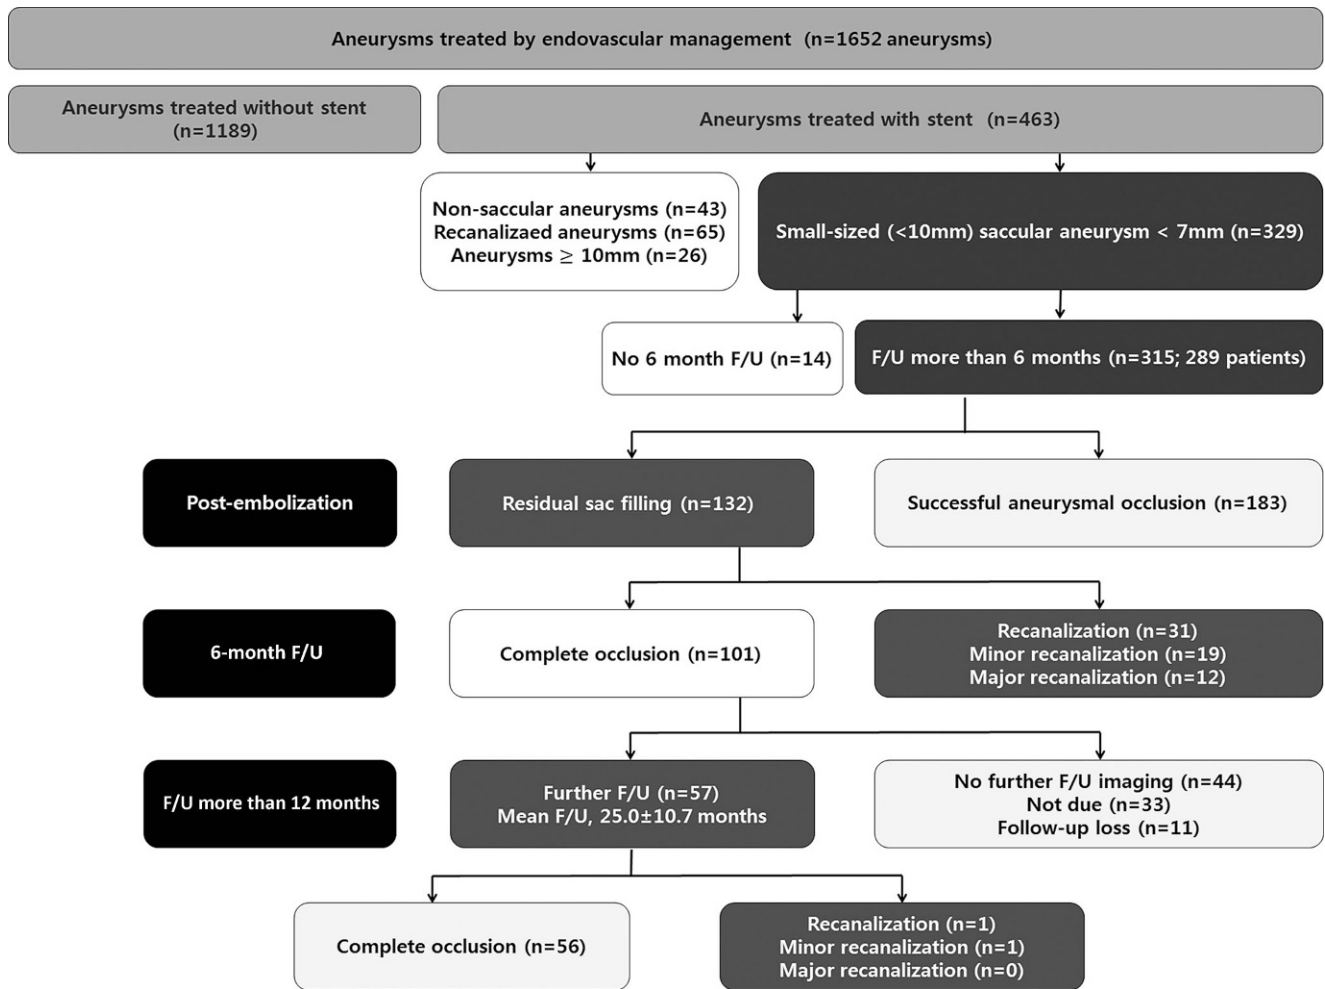 Aneurysms treated by endovascular management (n=1652 aneurysms)
Aneurysms treated without stent
(n=1189)
Aneurysms treated with stent (n=463)
Non-saccular aneurysms (n=43)
Recanalizaed aneurysms (n=65)
Aneurysms ≥ 10mm (n=26)
Small-sized (<10mm) saccular aneurysm < 7mm (n=329)
No 6 month F/U (n=14)
F/U more than 6 months (n=315; 289 patients)
Post-embolization
Residual sac filling (n=132)
Successful aneurysmal occlusion (n=183)
6-month F/U
Complete occlusion (n=101)
Recanalization (n=31)
Minor recanalization (n=19)
Major recanalization (n=12)
F/U more than 12 months
Further F/U (n=57)
Mean F/U, 25.0±10.7 months
No further F/U imaging (n=44)
Not due (n=33)
Follow-up loss (n=11)
Complete occlusion (n=56)
Recanalization (n=1)
Minor recanalization (n=1)
Major recanalization (n=0)